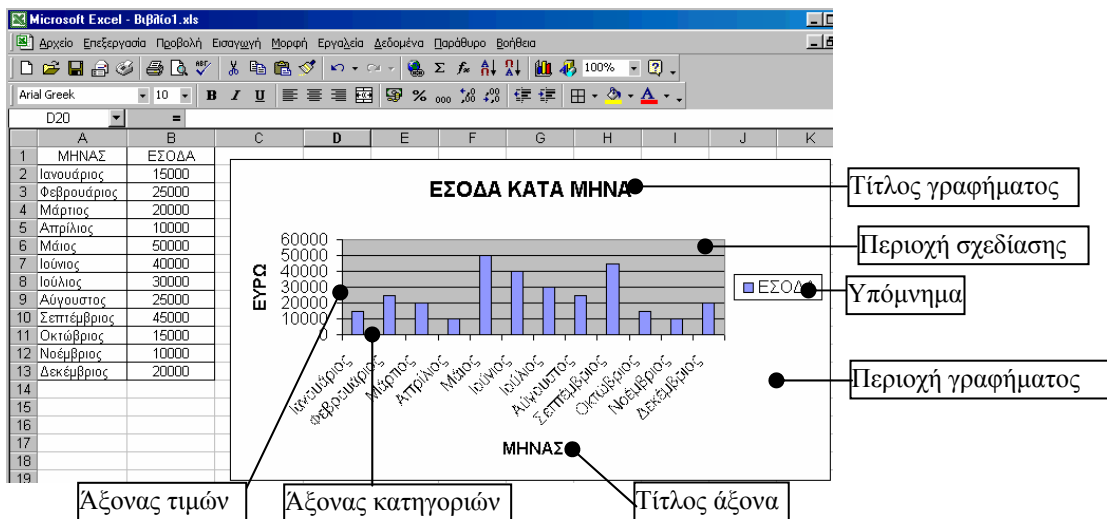 Microsoft Excel - Βιβλίο1.xls
Αρχείο Επεξεργασία Προβολή Εισαγωγή Μορφή Εργαλεία Δεδομένα Παράθυρο Βοήθεια
100%
Arial Greek 10 B I U % 000
D20 =
A B C D E F G H I J K
1 ΜΗΝΑΣ ΕΣΟΔΑ
2 Ιανουάριος 15000
3 Φεβρουάριος 25000
4 Μάρτιος 20000
5 Απρίλιος 10000
6 Μάιος 50000
7 Ιούνιος 40000
8 Ιούλιος 30000
9 Αύγουστος 25000
10 Σεπτέμβριος 45000
11 Οκτώβριος 15000
12 Νοέμβριος 10000
13 Δεκέμβριος 20000
14
15
16
17
18
19
ΕΣΟΔΑ ΚΑΤΑ ΜΗΝΑ
ΕΥΡΩ
60000
50000
40000
30000
20000
10000
0
Ιανουάριος Φεβρουάριος Μάρτιος Απρίλιος Μάιος Ιούνιος Ιούλιος Αύγουστος Σεπτέμβριος Οκτώβριος Νοέμβριος Δεκέμβριος
ΜΗΝΑΣ
ΕΣΟΔΑ
Τίτλος γραφήματος
Περιοχή σχεδίασης
Υπόμνημα
Περιοχή γραφήματος
Άξονας τιμών
Άξονας κατηγοριών
Τίτλος άξονα